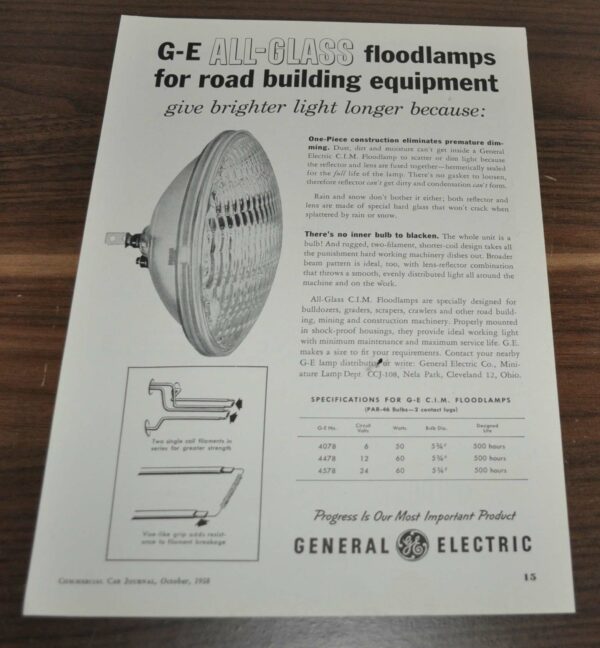 G-E ALL-GLASS floodlamps
for road building equipment
give brighter light longer because:
One-Piece construction eliminates premature dim-
ming. Dust, dirt and moisture can't get inside a General
Electric C.I.M. Floodlamp to scatter or dim light because
the reflector and lens are fused together—hermetically sealed
for the full life of the lamp. There's no gasket to loosen,
therefore reflector can't get dirty and condensation can't form.
Rain and snow don't bother it either; both reflector and
lens are made of special hard glass that won't crack when
splattered by rain or snow.
There's no inner bulb to blacken. The whole unit is a
bulb! And rugged, two-filament, shorter-coil design takes all
the punishment hard working machinery dishes out. Broader
beam pattern is ideal, too, with lens-reflector combination
that throws a smooth, evenly distributed light all around the
machine and on the work.
All-Glass C.I.M. Floodlamps are specially designed for
bulldozers, graders, scrapers, crawlers and other road build-
ing, mining and construction machinery. Properly mounted
in shock-proof housings, they provide ideal working light
with minimum maintenance and maximum service life. G.E.
makes a size to fit your requirements. Contact your nearby
G-E lamp distributor or write: General Electric Co., Mini-
ature Lamp Dept. CCJ-108, Nela Park, Cleveland 12, Ohio.
Two single coil filaments in
series for greater strength
Vise-like grip adds resist-
ance to filament breakage
SPECIFICATIONS FOR G-E C.I.M. FLOODLAMPS
(PAR-46 Bulbs—2 contact lugs)
G-E No. Circuit Volts Watts Bulb Dia. Designed Life
4078 6 50 5¾" 500 hours
4478 12 60 5¾" 500 hours
4578 24 60 5¾" 500 hours
Progress Is Our Most Important Product
GENERAL GE ELECTRIC
Commercial Car Journal, October, 1958
15